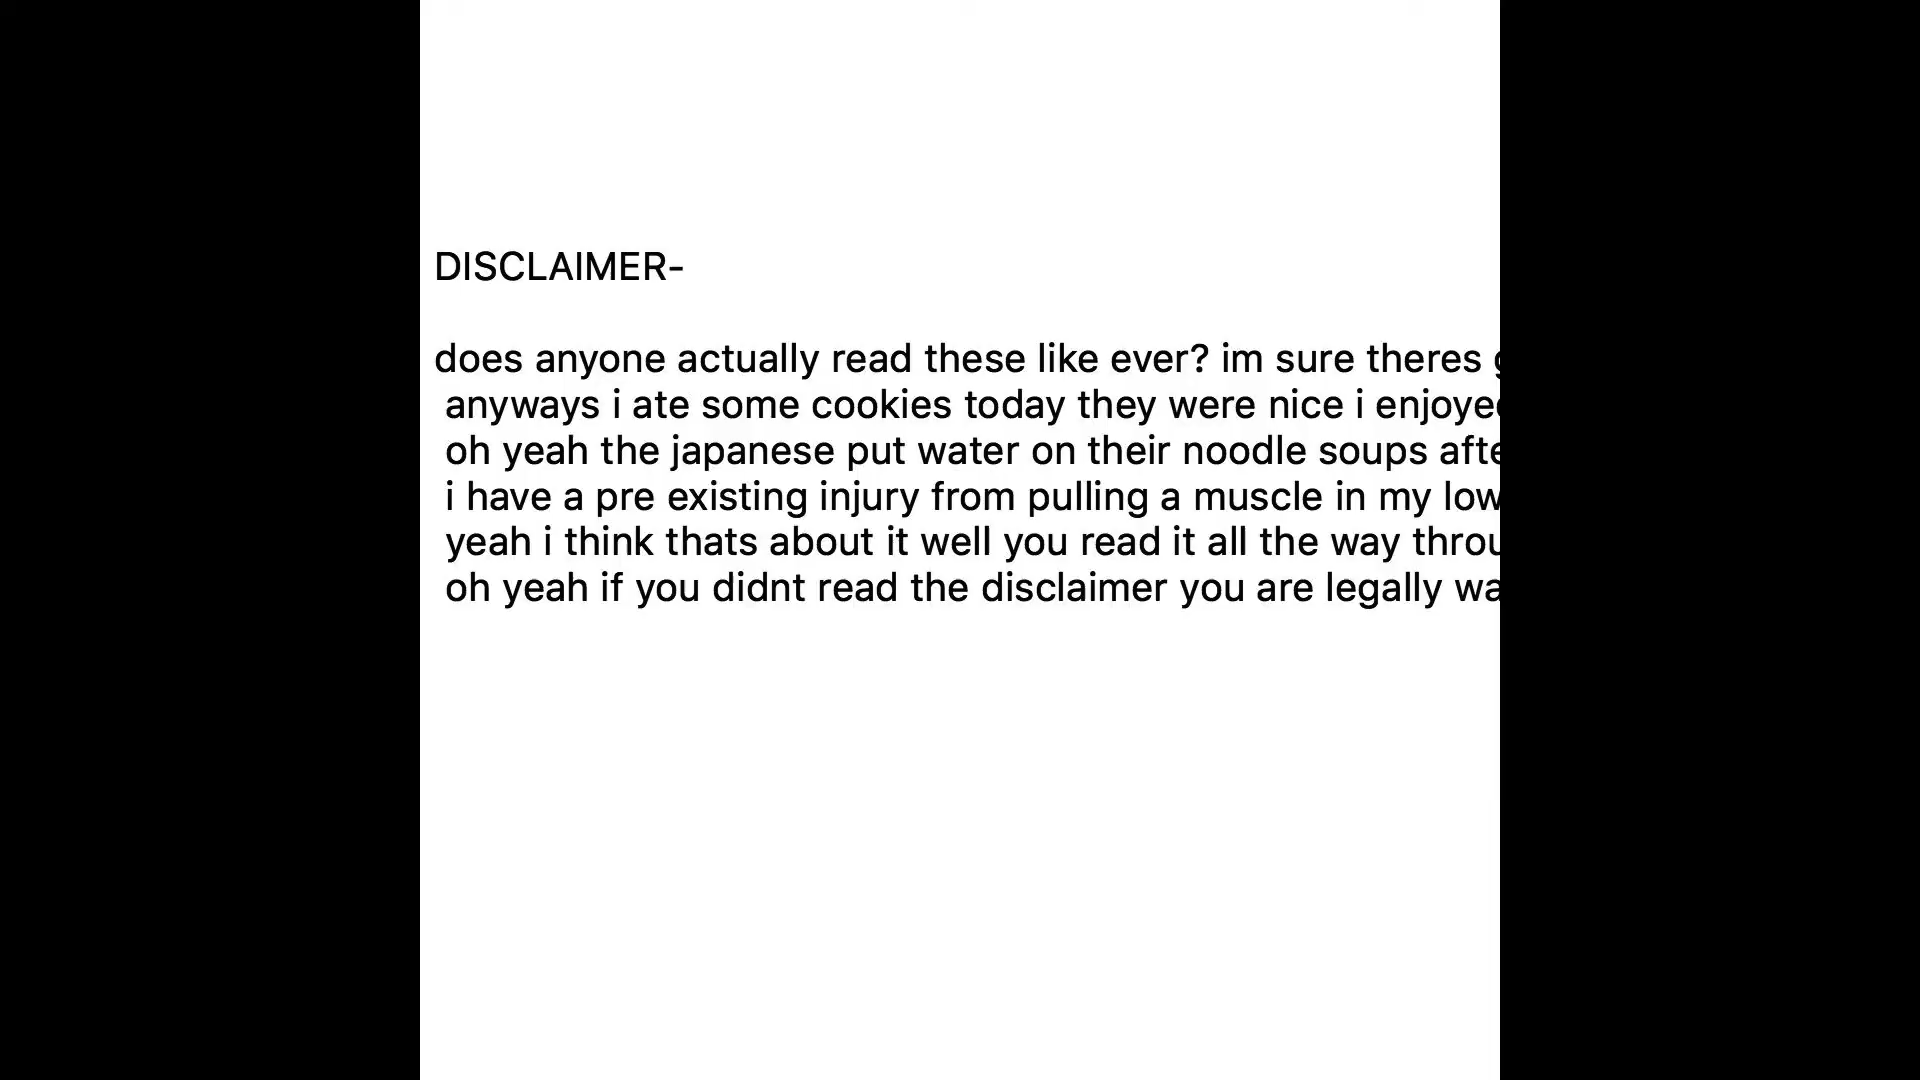 DISCLAIMER-
does anyone actually read these like ever? im sure theres
anyways i ate some cookies today they were nice i
oh yeah the japanese put water on their noodle soups
i have a pre existing injury from pulling a muscle in my
yeah i think thats about it well you read it all the way
oh yeah if you didnt read the disclaimer you are legally